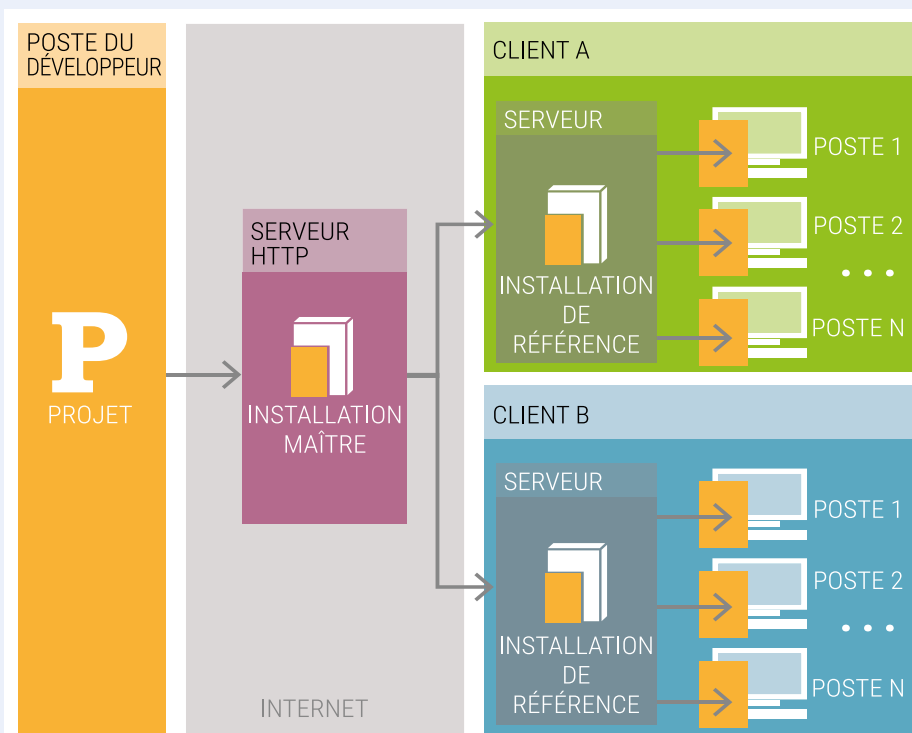 POSTE DU
DÉVELOPPEUR
P
PROJET
SERVEUR
HTTP
INSTALLATION
MAÎTRE
INTERNET
CLIENT A
SERVEUR
INSTALLATION
DE
RÉFÉRENCE
POSTE 1
POSTE 2
...
POSTE N
CLIENT B
SERVEUR
INSTALLATION
DE
RÉFÉRENCE
POSTE 1
POSTE 2
...
POSTE N